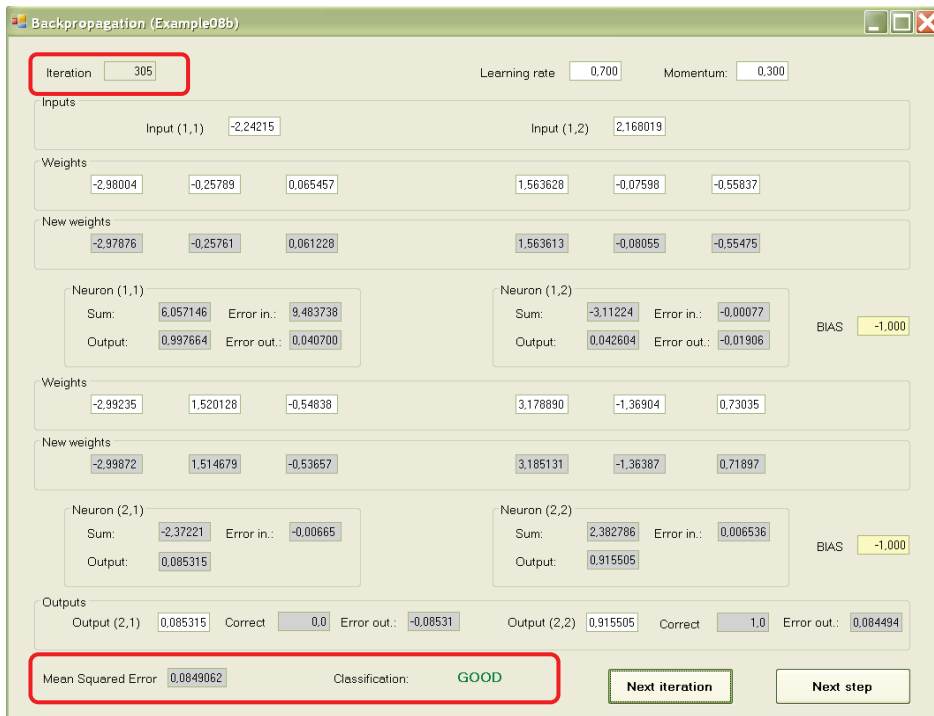 Backpropagation (Example08b)
Iteration 305 Learning rate 0,700 Momentum: 0,300
Inputs
Input (1,1) -2,24215 Input (1,2) 2,168019
Weights
-2,98004 -0,25789 0,065457 1,563628 -0,07598 -0,55837
New weights
-2,97876 -0,25761 0,061228 1,563613 -0,08055 -0,55475
Neuron (1,1) Neuron (1,2)
Sum: 6,057146 Error in.: 9,483738 Sum: -3,11224 Error in.: -0,00077
BIAS -1,000
Output: 0,997664 Error out.: 0,040700 Output: 0,042604 Error out.: -0,01906
Weights
-2,99235 1,520128 -0,54838 3,178890 -1,36904 0,73035
New weights
-2,99872 1,514679 -0,53657 3,185131 -1,36387 0,71897
Neuron (2,1) Neuron (2,2)
Sum: -2,37221 Error in.: -0,00665 Sum: 2,382786 Error in.: 0,006536
BIAS -1,000
Output: 0,085315 Output: 0,915505
Outputs
Output (2,1) 0,085315 Correct 0,0 Error out.: -0,08531 Output (2,2) 0,915505 Correct 1,0 Error out.: 0,084494
Mean Squared Error 0,0849062 Classification: GOOD Next iteration Next step